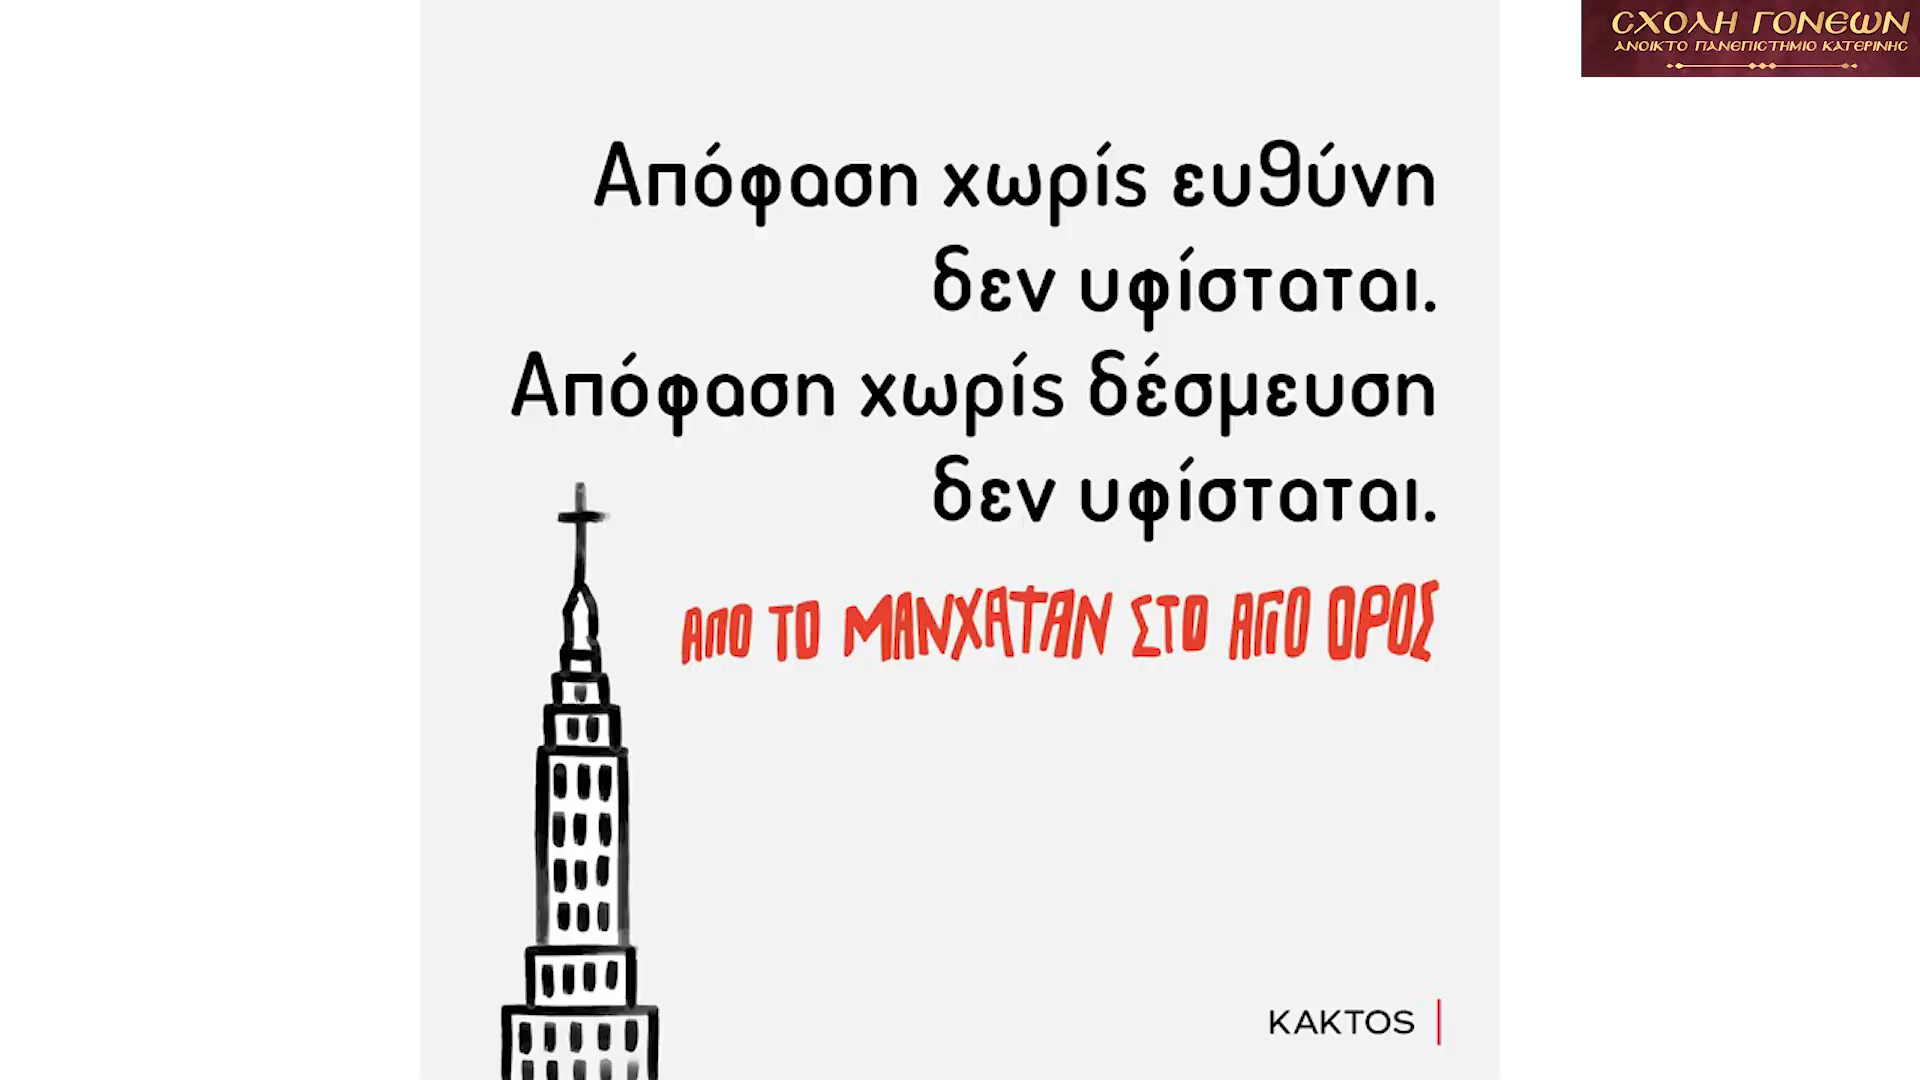 ΣΧΟΛΗ ΓΟΝΕΩΝ
ΑΝΟΙΚΤΟ ΠΑΝΕΠΙΣΤΗΜΙΟ ΚΑΤΕΡΙΝΗΣ
Απόφαση χωρίς ευθύνη
δεν υφίσταται.
Απόφαση χωρίς δέσμευση
δεν υφίσταται.
ΑΠΟ ΤΟ ΜΑΝΧΑΤΑΝ ΣΤΟ ΑΓΙΟ ΟΡΟΣ
KAKTOS